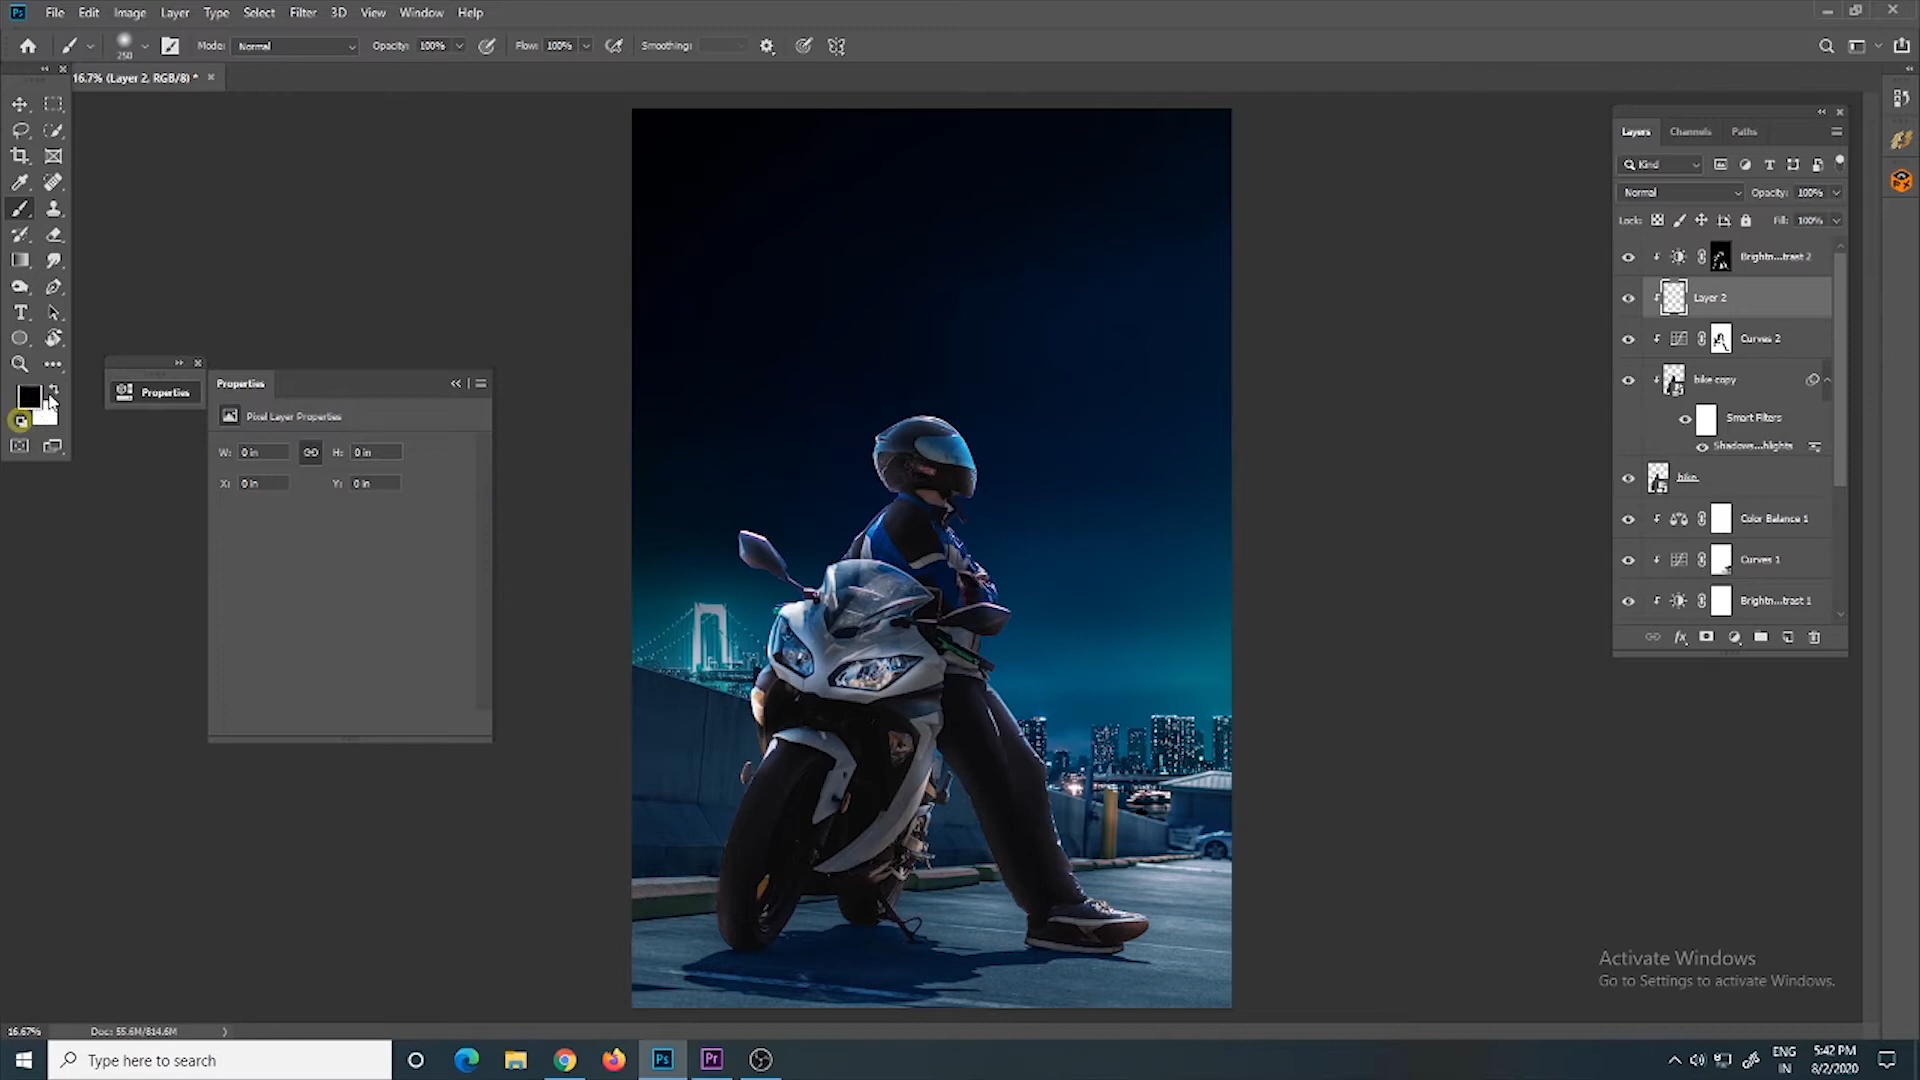 Ps File Edit Image Layer Type Select Filter 3D View Window Help
250 Mode: Normal Opacity: 100% Flow: 100% Smoothing:
16.7% (Layer 2, RGB/8) * ×
Layers Channels Paths
Kind
Normal Opacity: 100%
Lock: Fill: 100%
Brightn...trast 2
Layer 2
Curves 2
bike copy
Smart Filters
Shadows...hlights
bike
Color Balance 1
Curves 1
Brightn...trast 1
fx
Properties
Properties
Pixel Layer Properties
W: 0 in H: 0 in
X: 0 in Y: 0 in
Activate Windows
Go to Settings to activate Windows.
16.67% Doc: 55.6M/814.6M
Type here to search
Ps Pr
ENG
IN
5:42 PM
8/2/2020